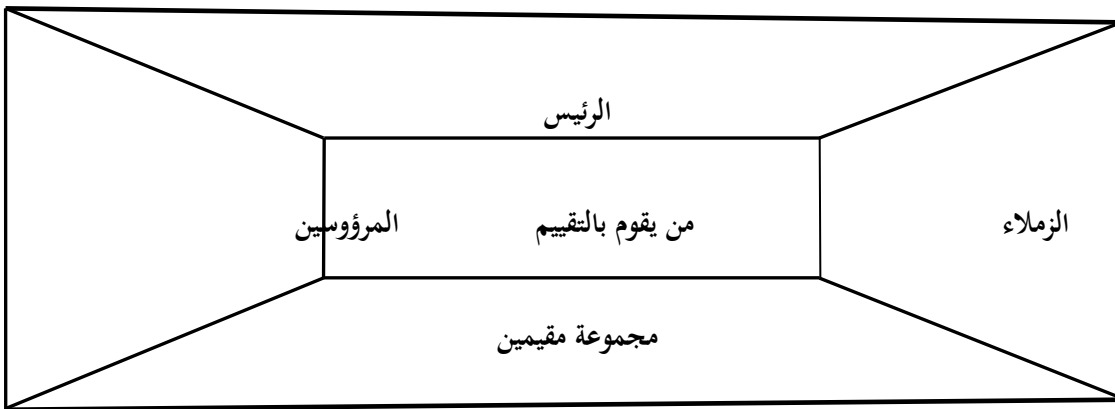 الرئيس
الزملاء
من يقوم بالتقييم
المرؤوسين
مجموعة مقيمين